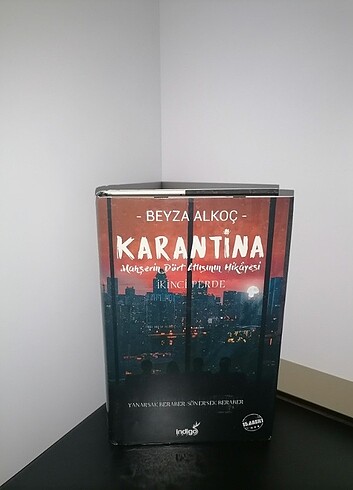 - BEYZA ALKOÇ -
KARANTİNA
Mahşerin Dört Atlısının Hikâyesi
İKİNCİ PERDE
YANARSAK BERABER, SÖNERSEK BERABER
indigo